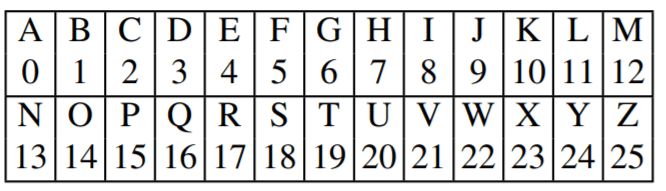 A B C D E F G H I J K L M
0 1 2 3 4 5 6 7 8 9 10 11 12
N O P Q R S T U V W X Y Z
13 14 15 16 17 18 19 20 21 22 23 24 25